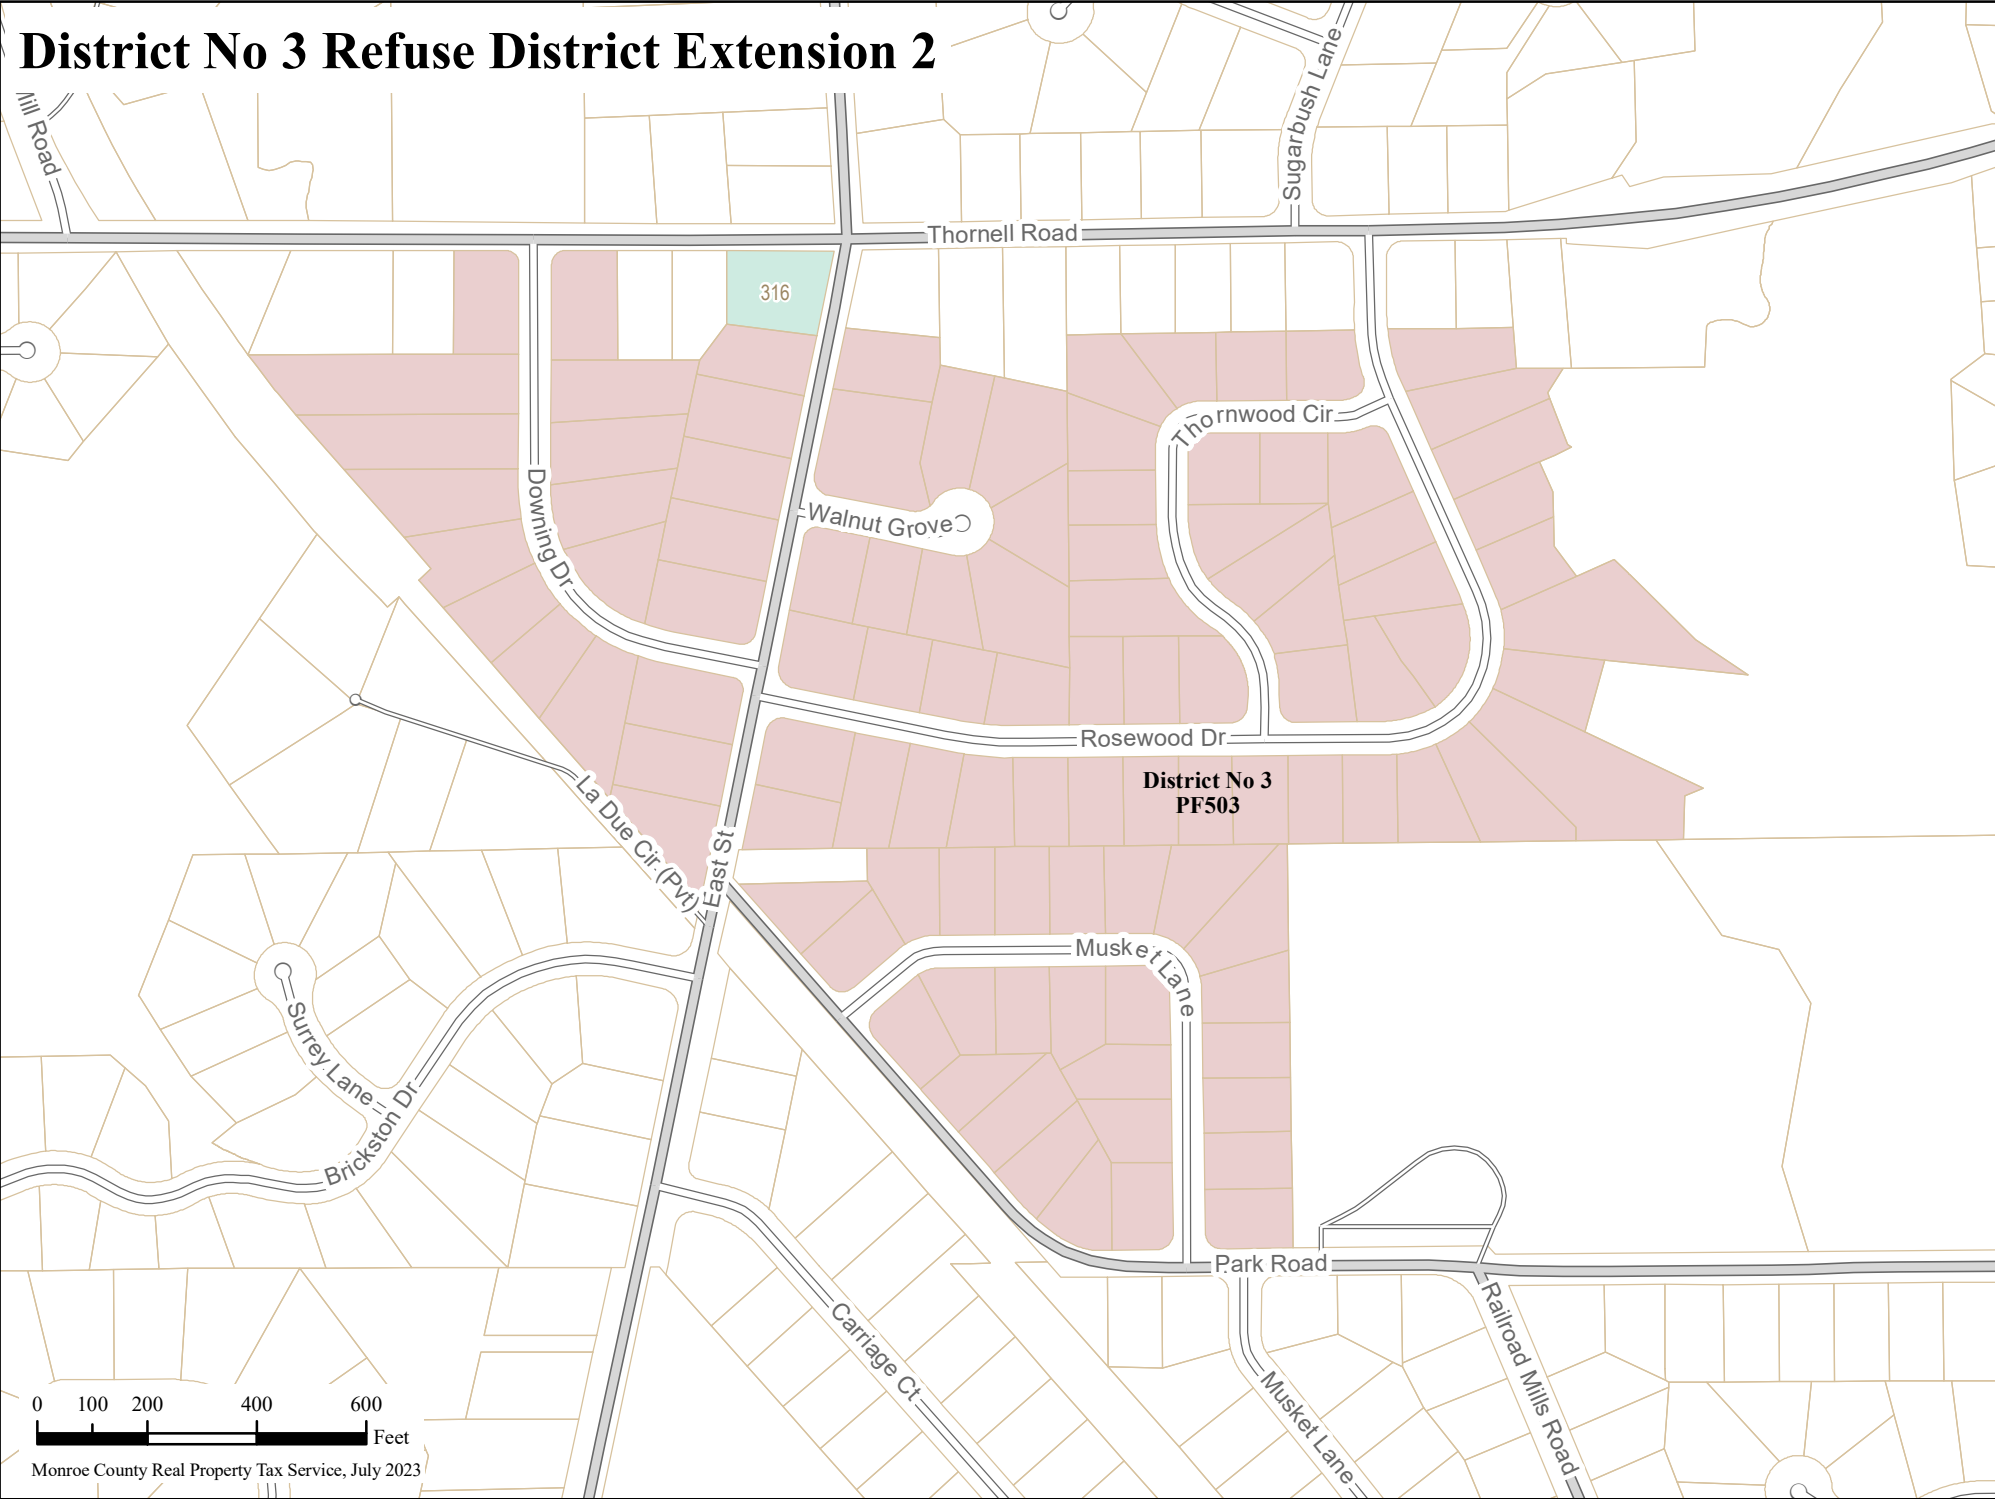 District No 3 Refuse District Extension 2
Mill Road
Sugarbush Lane
Thornell Road
316
Downing Dr
Walnut Grove
Thornwood Cir
Rosewood Dr
District No 3
PF503
La Due Cir. (Pvt)
East St
Musket Lane
Surrey Lane
Brickston Dr
Park Road
Carriage Ct
Musket Lane
Railroad Mills Road
0 100 200 400 600
Feet
Monroe County Real Property Tax Service, July 2023